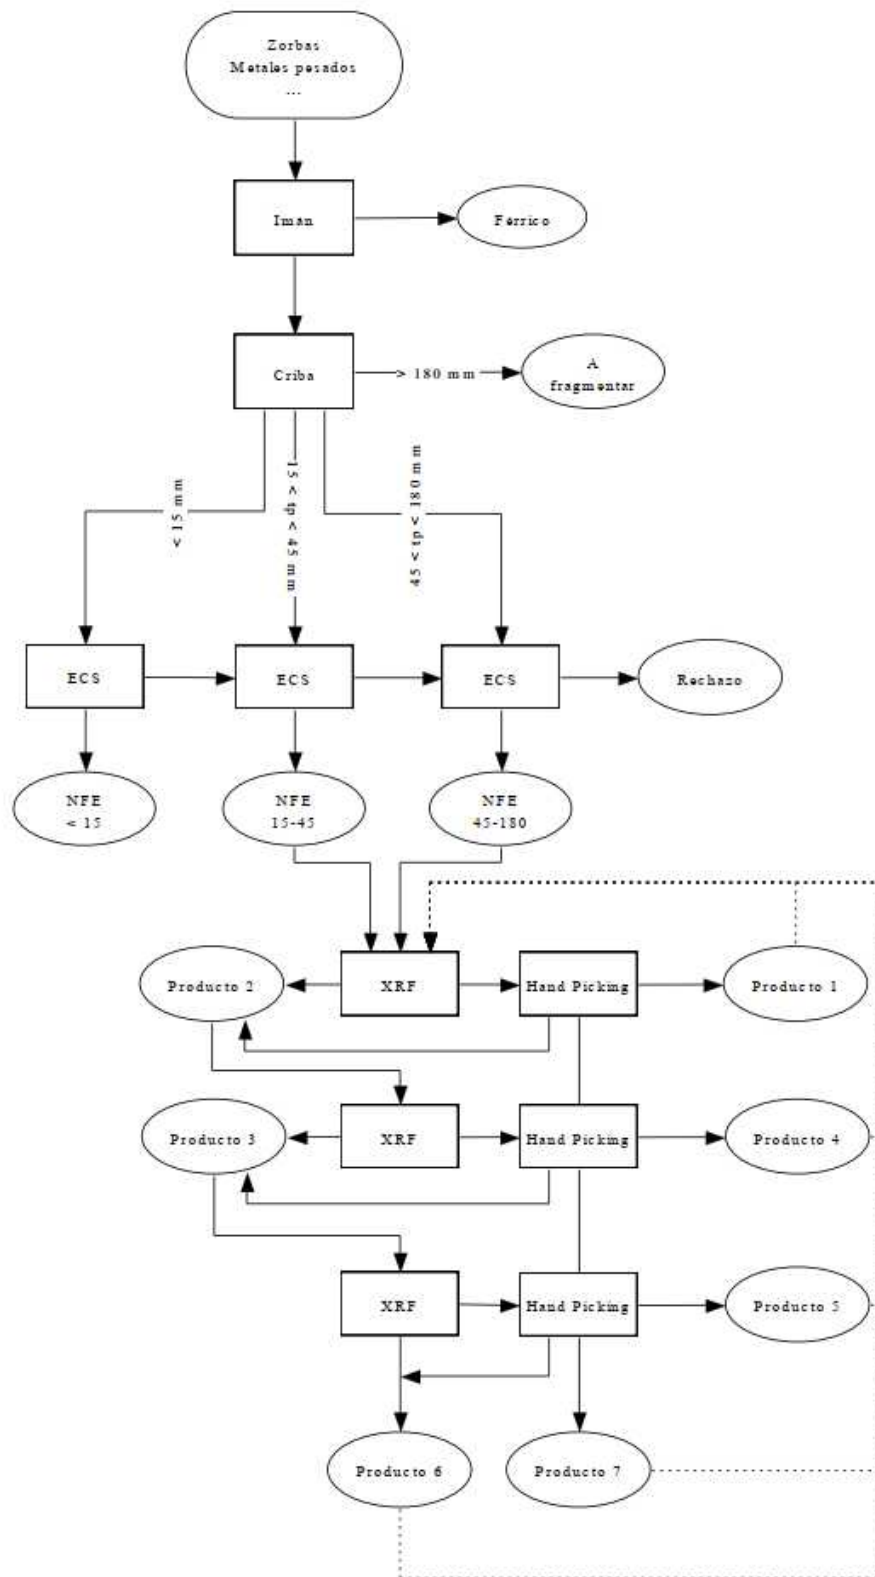 Zorbas
Metales pesados
...
Imán
Férrico
Criba
> 180 mm
A
fragmentar
< 15 mm
15 < tp < 45 mm
45 < tp < 180 mm
ECS
ECS
ECS
Rechazo
NFE
< 15
NFE
15-45
NFE
45-180
Producto 2
XRF
Hand Picking
Producto 1
Producto 3
XRF
Hand Picking
Producto 4
XRF
Hand Picking
Producto 5
Producto 6
Producto 7